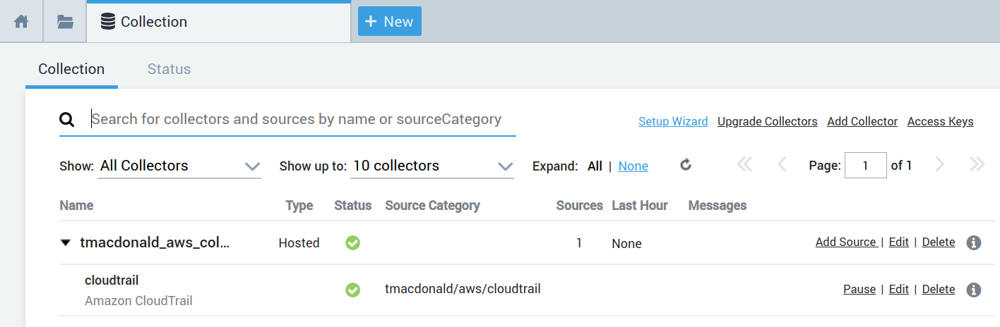 Collection + New
Collection Status
Search for collectors and sources by name or sourceCategory Setup Wizard Upgrade Collectors Add Collector Access Keys
Show: All Collectors Show up to: 10 collectors Expand: All | None Page: 1 of 1
Name Type Status Source Category Sources Last Hour Messages
tmacdonald_aws_col... Hosted 1 None Add Source | Edit | Delete
cloudtrail
Amazon CloudTrail tmacdonald/aws/cloudtrail Pause | Edit | Delete